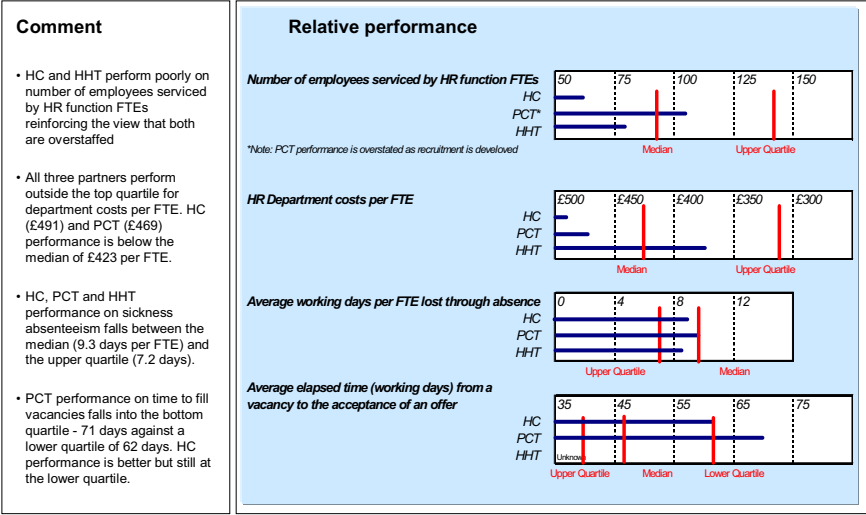 Comment
• HC and HHT perform poorly on
number of employees serviced
by HR function FTEs
reinforcing the view that both
are overstaffed
• All three partners perform
outside the top quartile for
department costs per FTE. HC
(£491) and PCT (£469)
performance is below the
median of £423 per FTE.
• HC, PCT and HHT
performance on sickness
absenteeism falls between the
median (9.3 days per FTE) and
the upper quartile (7.2 days).
• PCT performance on time to fill
vacancies falls into the bottom
quartile - 71 days against a
lower quartile of 62 days. HC
performance is better but still at
the lower quartile.
Relative performance
Number of employees serviced by HR function FTEs
50 75 100 125 150
HC
PCT*
HHT
*Note: PCT performance is overstated as recruitment is develoved
Median Upper Quartile
HR Department costs per FTE
£500 £450 £400 £350 £300
HC
PCT
HHT
Median Upper Quartile
Average working days per FTE lost through absence
0 4 8 12
HC
PCT
HHT
Upper Quartile Median
Average elapsed time (working days) from a
vacancy to the acceptance of an offer
35 45 55 65 75
HC
PCT
HHT
Unknown
Upper Quartile Median Lower Quartile